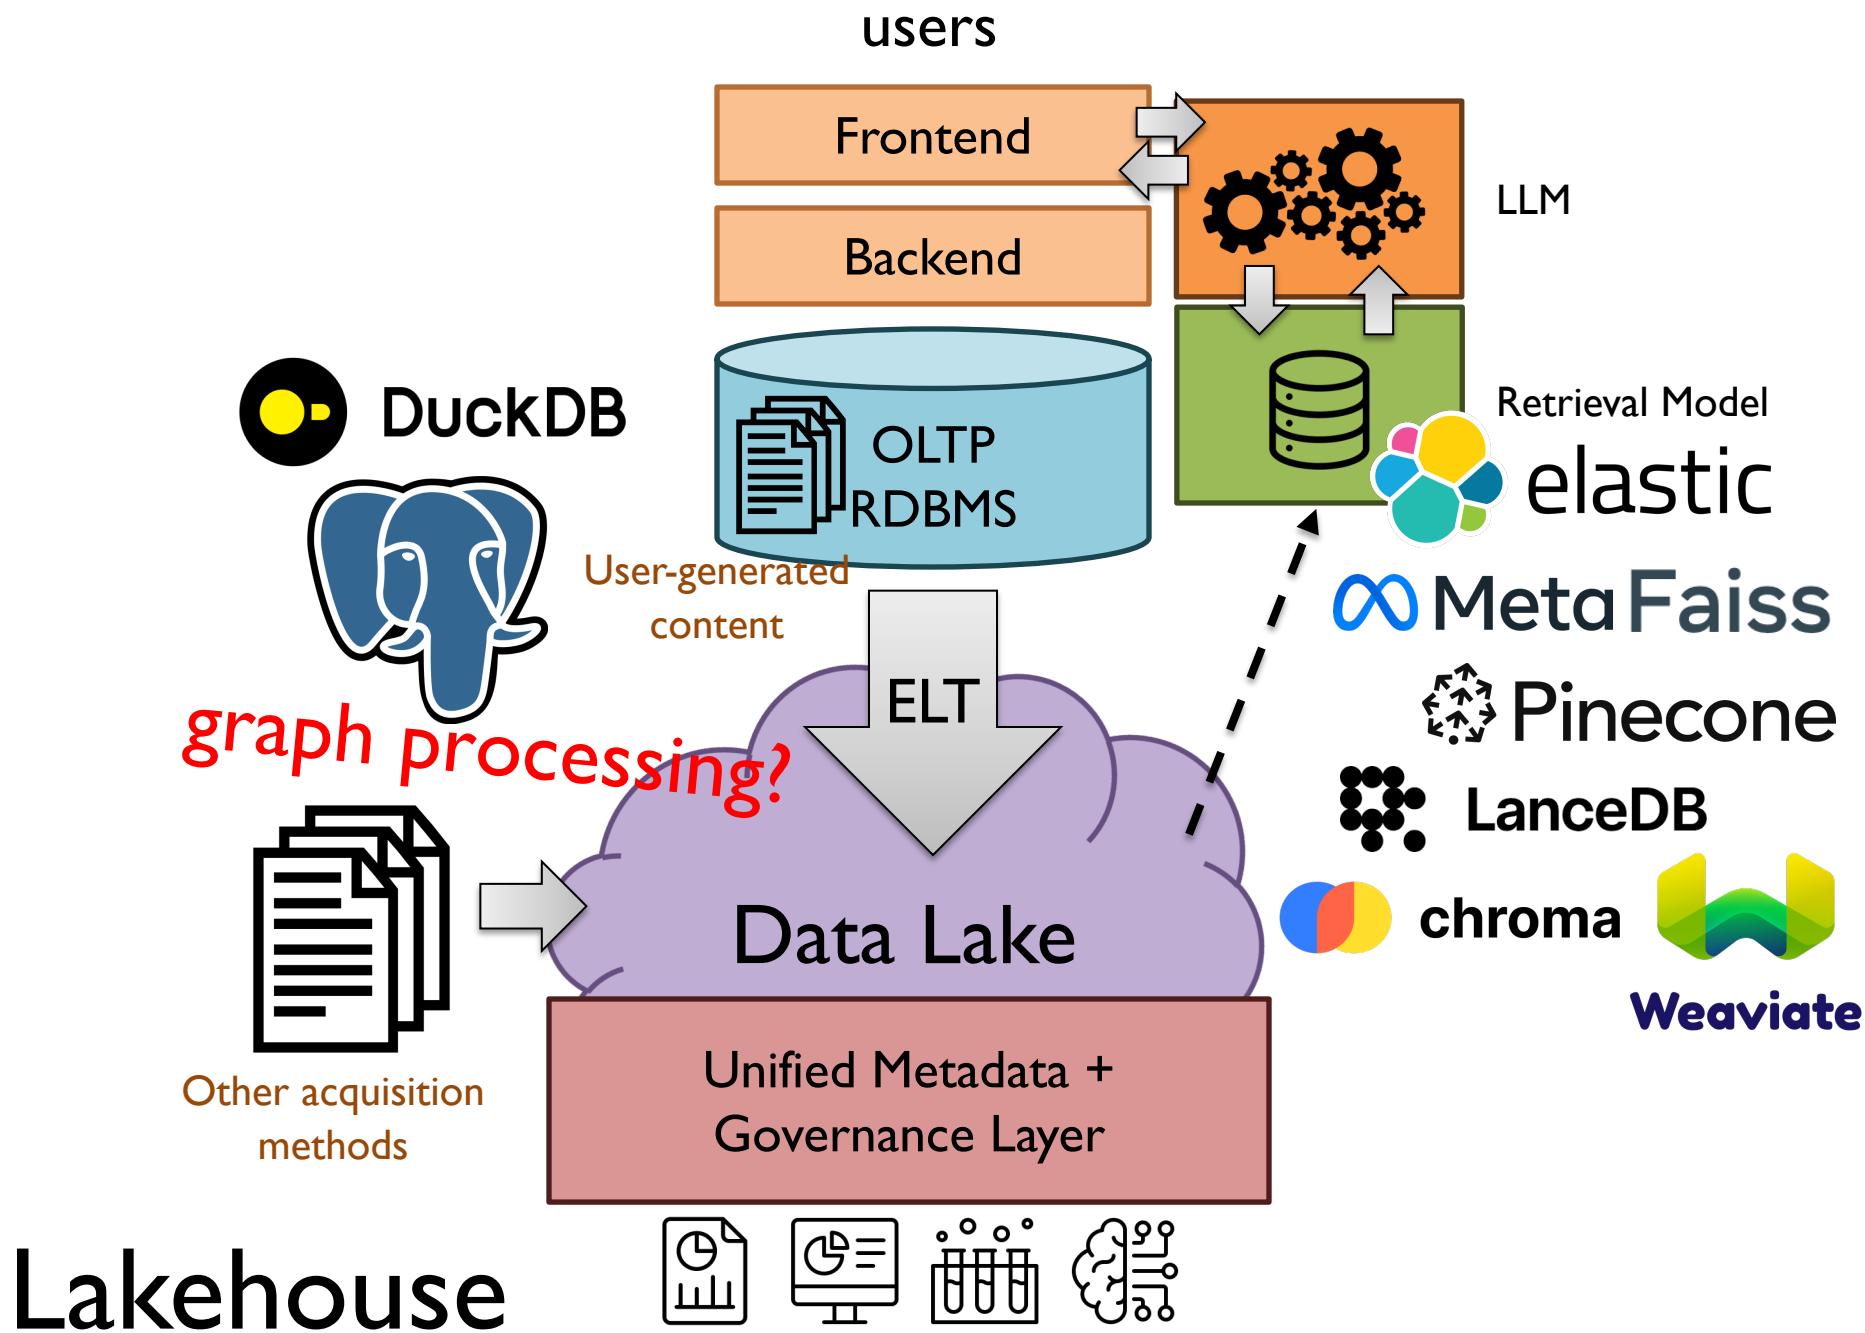 users
Frontend
Backend
LLM
DuckDB
OLTP
RDBMS
Retrieval Model
elastic
User-generated
content
Meta Faiss
ELT
Pinecone
graph processing?
LanceDB
Data Lake
chroma
Weaviate
Other acquisition
methods
Unified Metadata +
Governance Layer
Lakehouse